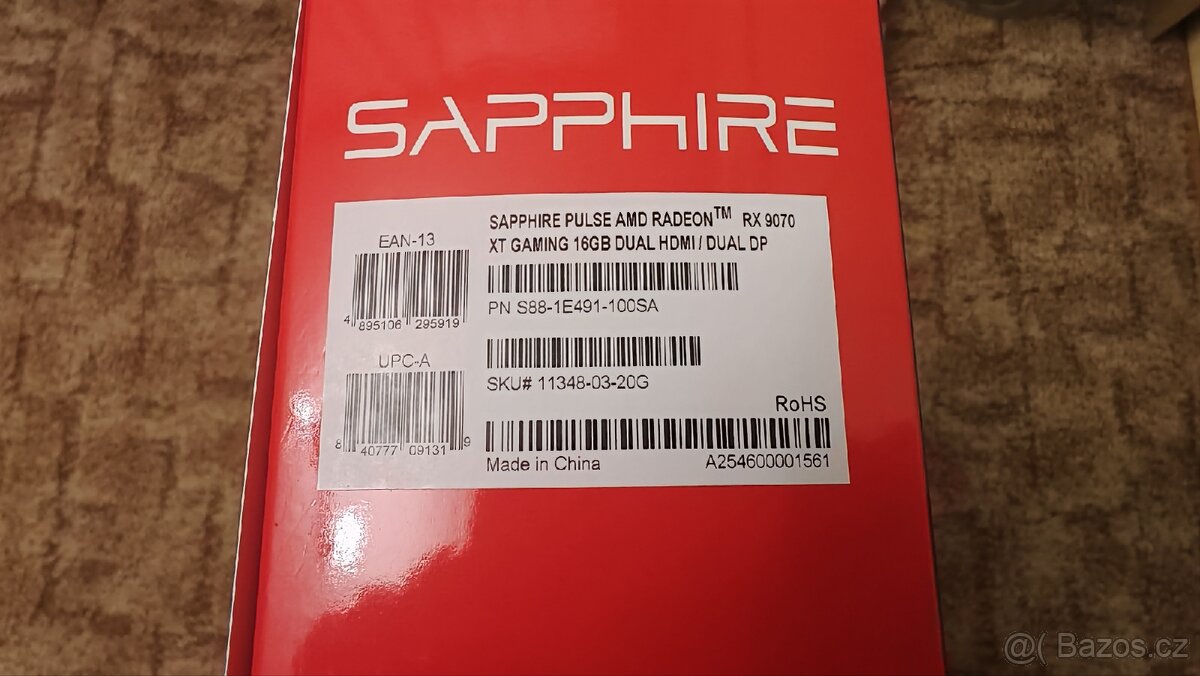 SAPPHIRE
SAPPHIRE PULSE AMD RADEON™ RX 9070
XT GAMING 16GB DUAL HDMI / DUAL DP
EAN-13
4 895106 295919
PN S88-1E491-100SA
UPC-A
8 40777 09131 9
SKU# 11348-03-20G
RoHS
Made in China
A254600001561
@( Bazos.cz